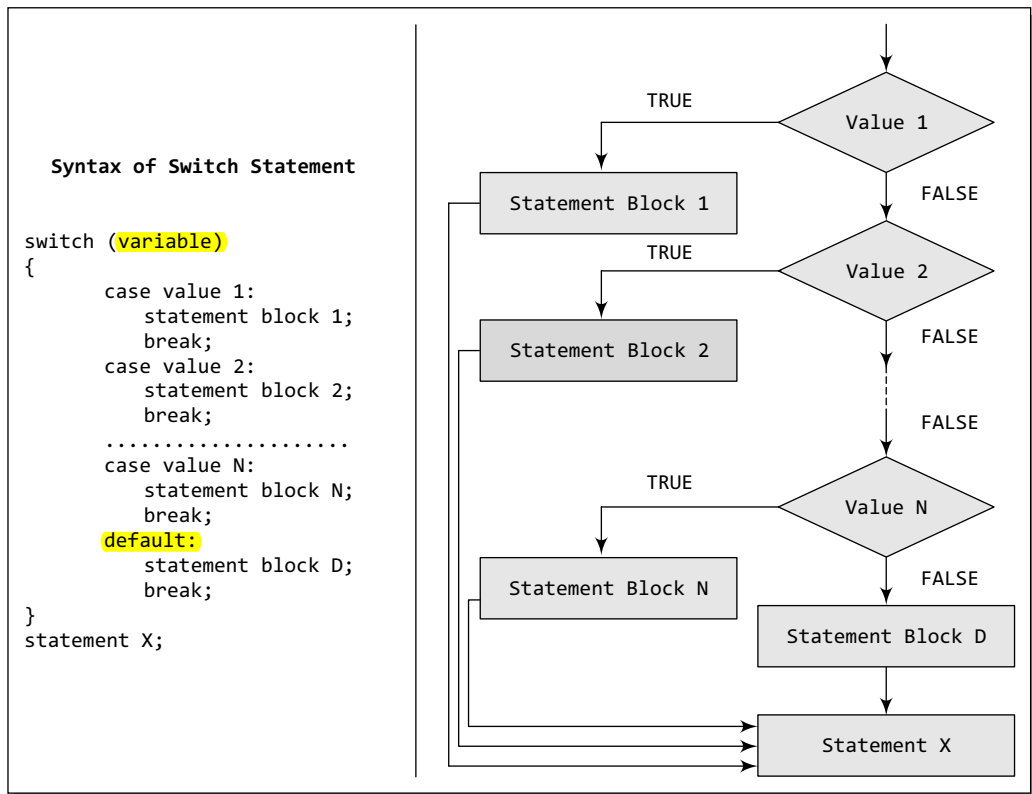 Syntax of Switch Statement
switch (variable)
{
case value 1:
statement block 1;
break;
case value 2:
statement block 2;
break;
.....................
case value N:
statement block N;
break;
default:
statement block D;
break;
}
statement X;
Value 1
TRUE
FALSE
Statement Block 1
Value 2
TRUE
FALSE
Statement Block 2
FALSE
Value N
TRUE
FALSE
Statement Block N
Statement Block D
Statement X